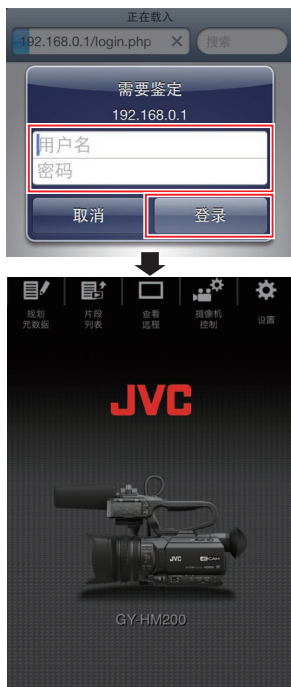 正在载入
192.168.0.1/login.php
搜索
需要鉴定
192.168.0.1
用户名
密码
取消
登录
规划
元数据
片段
列表
查看
远程
摄像机
控制
设置
JVC
JVC
4KCAM
GY-HM200